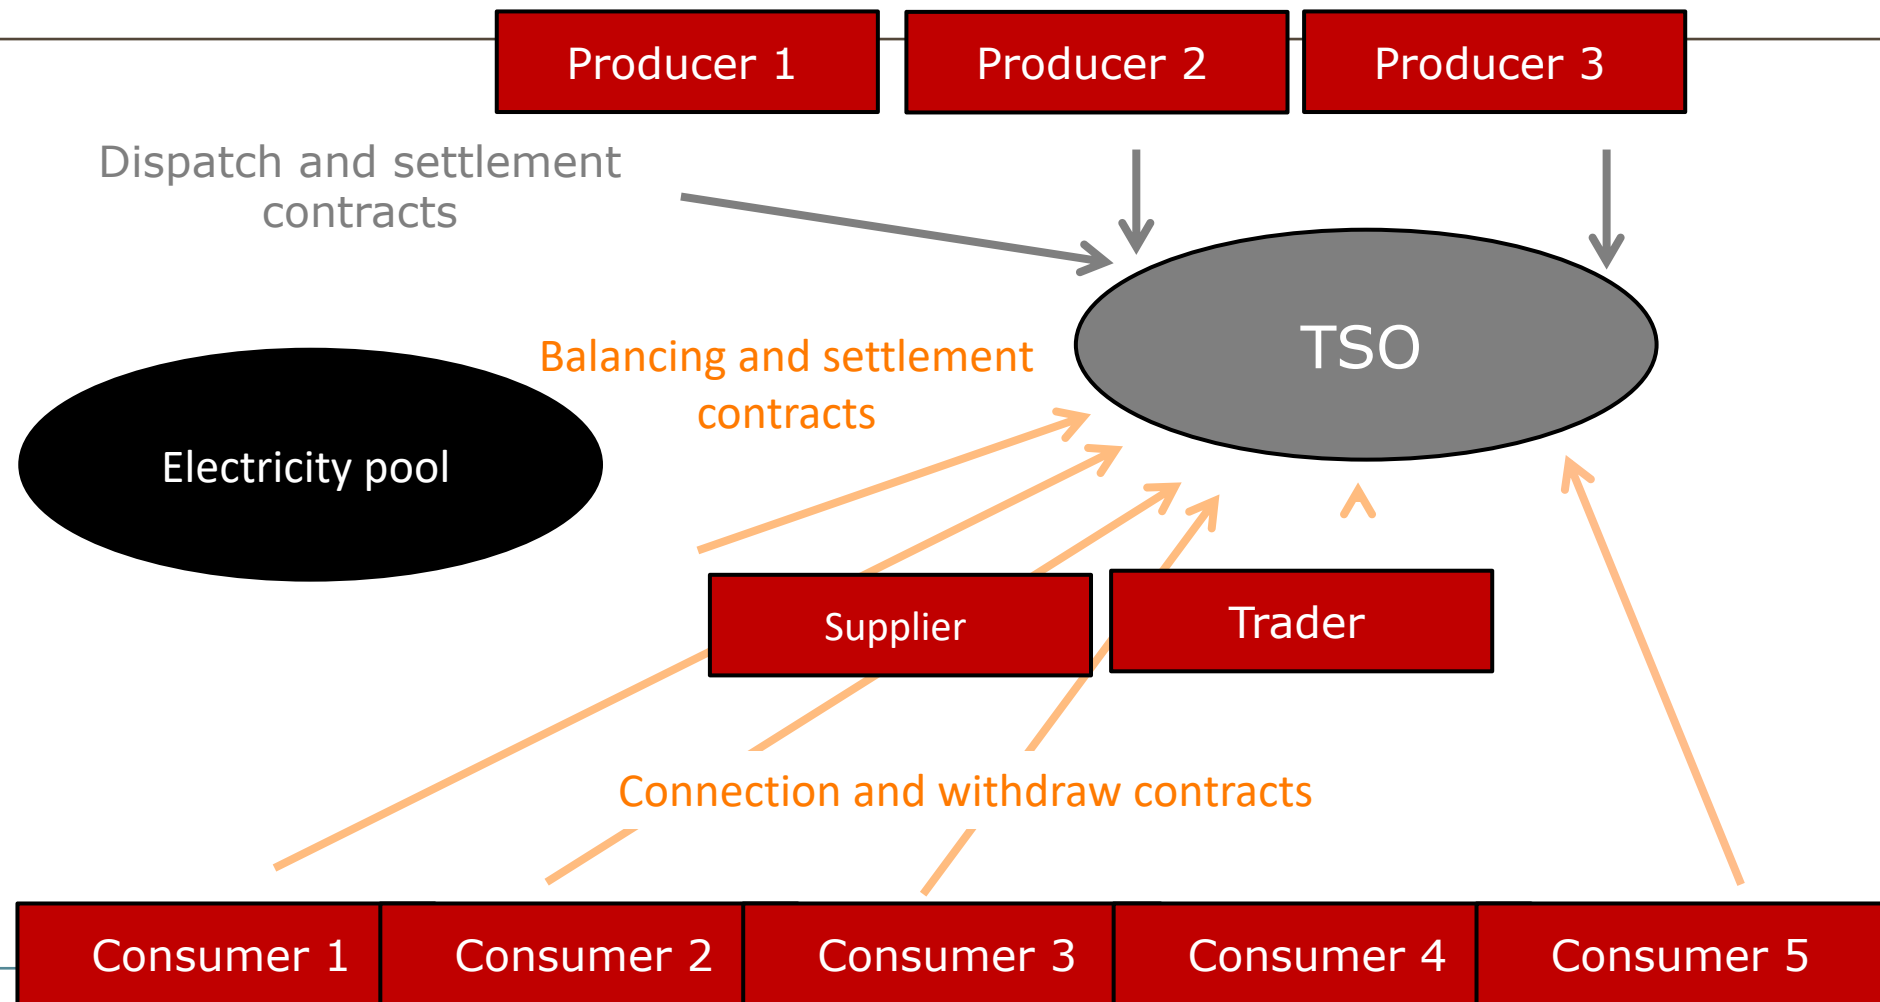 Producer 1
Producer 2
Producer 3
Dispatch and settlement
contracts
TSO
Balancing and settlement
contracts
Electricity pool
Supplier
Trader
Connection and withdraw contracts
Consumer 1
Consumer 2
Consumer 3
Consumer 4
Consumer 5